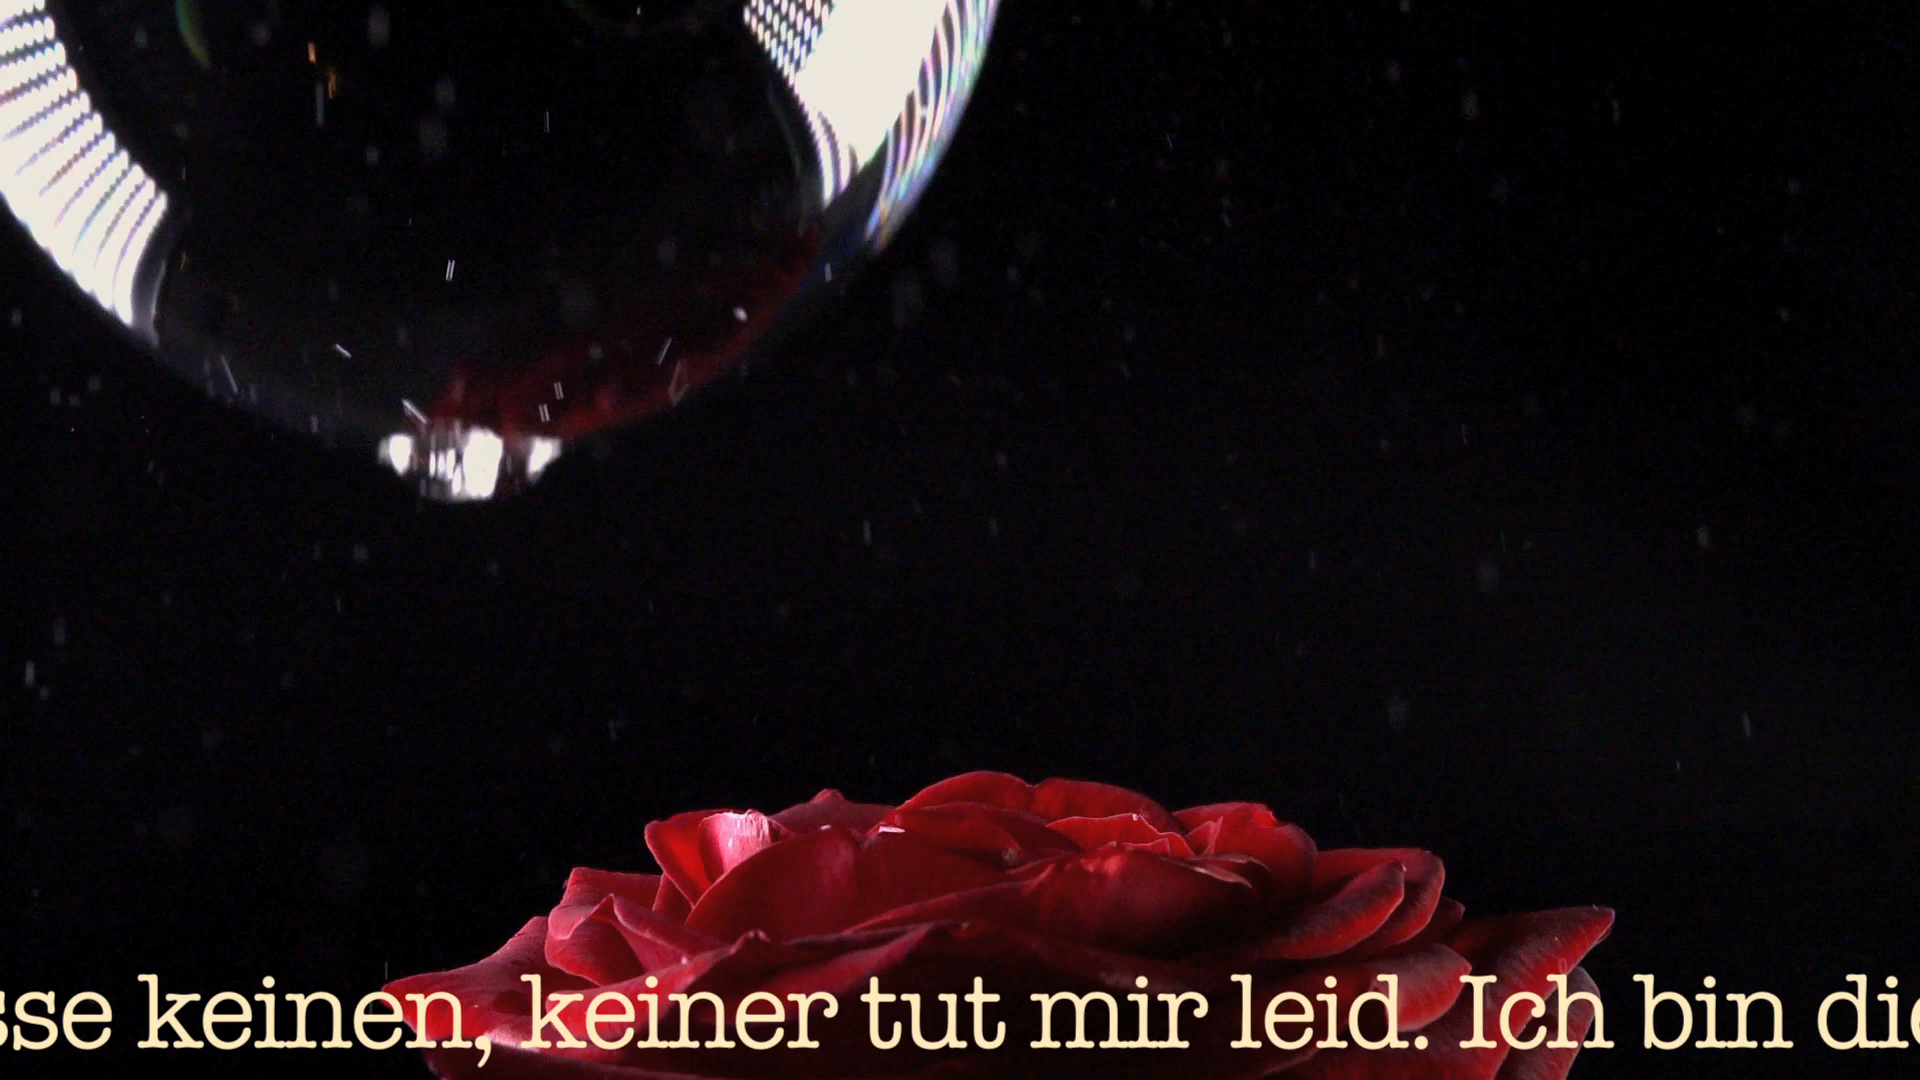 sse keinen, keiner tut mir leid. Ich bin die